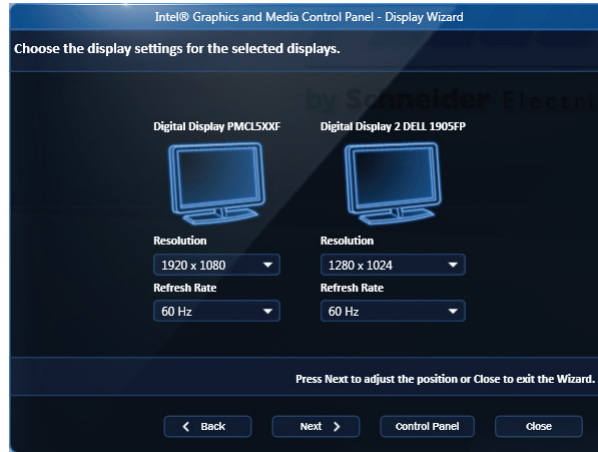 Intel® Graphics and Media Control Panel - Display Wizard
Choose the display settings for the selected displays.
by Schneider Electri
Digital Display PMCL5XXF Digital Display 2 DELL 1905FP
Resolution Resolution
1920 x 1080 1280 x 1024
Refresh Rate Refresh Rate
60 Hz 60 Hz
Press Next to adjust the position or Close to exit the Wizard.
Back Next Control Panel Close